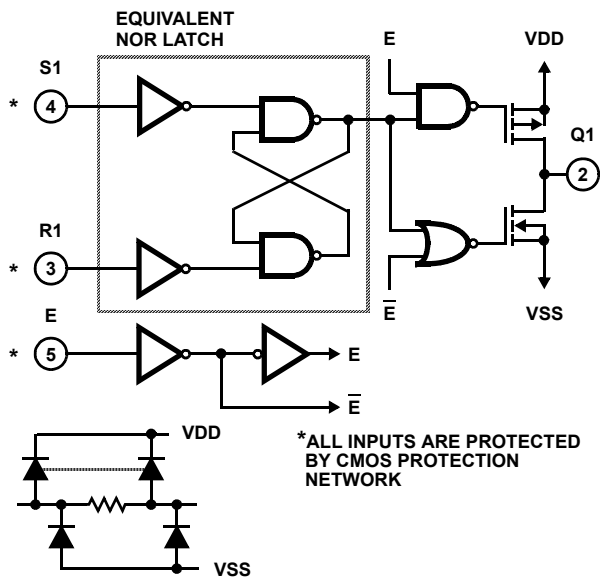 EQUIVALENT
NOR LATCH
E
VDD
S1
* 4
Q1
2
R1
* 3
E̅
VSS
E
* 5
E
E̅
VDD
*ALL INPUTS ARE PROTECTED
BY CMOS PROTECTION
NETWORK
VSS